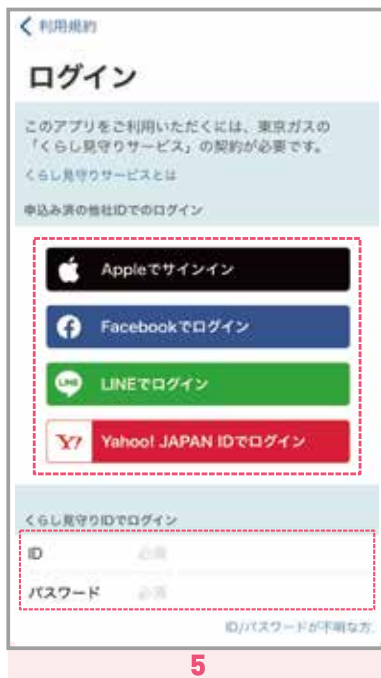 利用規約
ログイン
このアプリをご利用いただくには、東京ガスの
「くらし見守りサービス」の契約が必要です。
くらし見守りサービスとは
申込み済の他社IDでのログイン
Appleでサインイン
Facebookでログイン
LINE LINEでログイン
Y! Yahoo! JAPAN IDでログイン
くらし見守りIDでログイン
ID 必須
パスワード 必須
ID/パスワードが不明な方
5